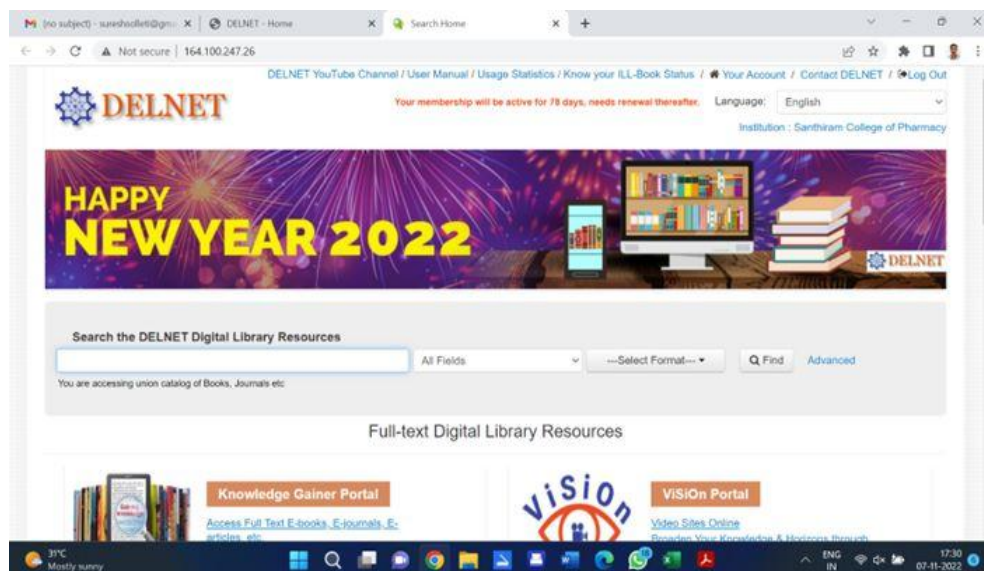 (no subject) - sureshsolleti@gm
DELNET - Home
Search Home
Not secure | 164.100.247.26
DELNET YouTube Channel / User Manual / Usage Statistics / Know your ILL-Book Status / Your Account / Contact DELNET / Log Out
DELNET
Your membership will be active for 78 days, needs renewal thereafter.
Language: English
Institution : Santhiram College of Pharmacy
HAPPY
NEW YEAR 2022
DELNET
Search the DELNET Digital Library Resources
All Fields
---Select Format---
Find
Advanced
You are accessing union catalog of Books, Journals etc
Full-text Digital Library Resources
Knowledge Gainer Portal
Access Full Text E-books, E-journals, E-
articles, etc.
ViSiOn
ViSiOn Portal
Video Sites Online
Broaden Your Knowledge & Horizons through
31°C
Mostly sunny
ENG
IN
17:30
07-11-2022